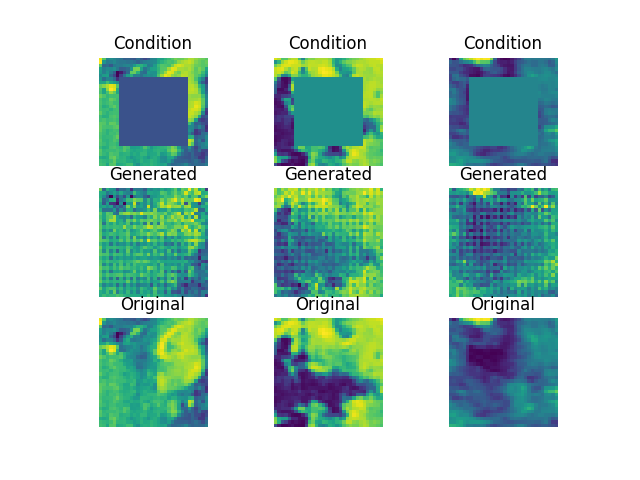 Condition Condition Condition
Generated Generated Generated
Original Original Original